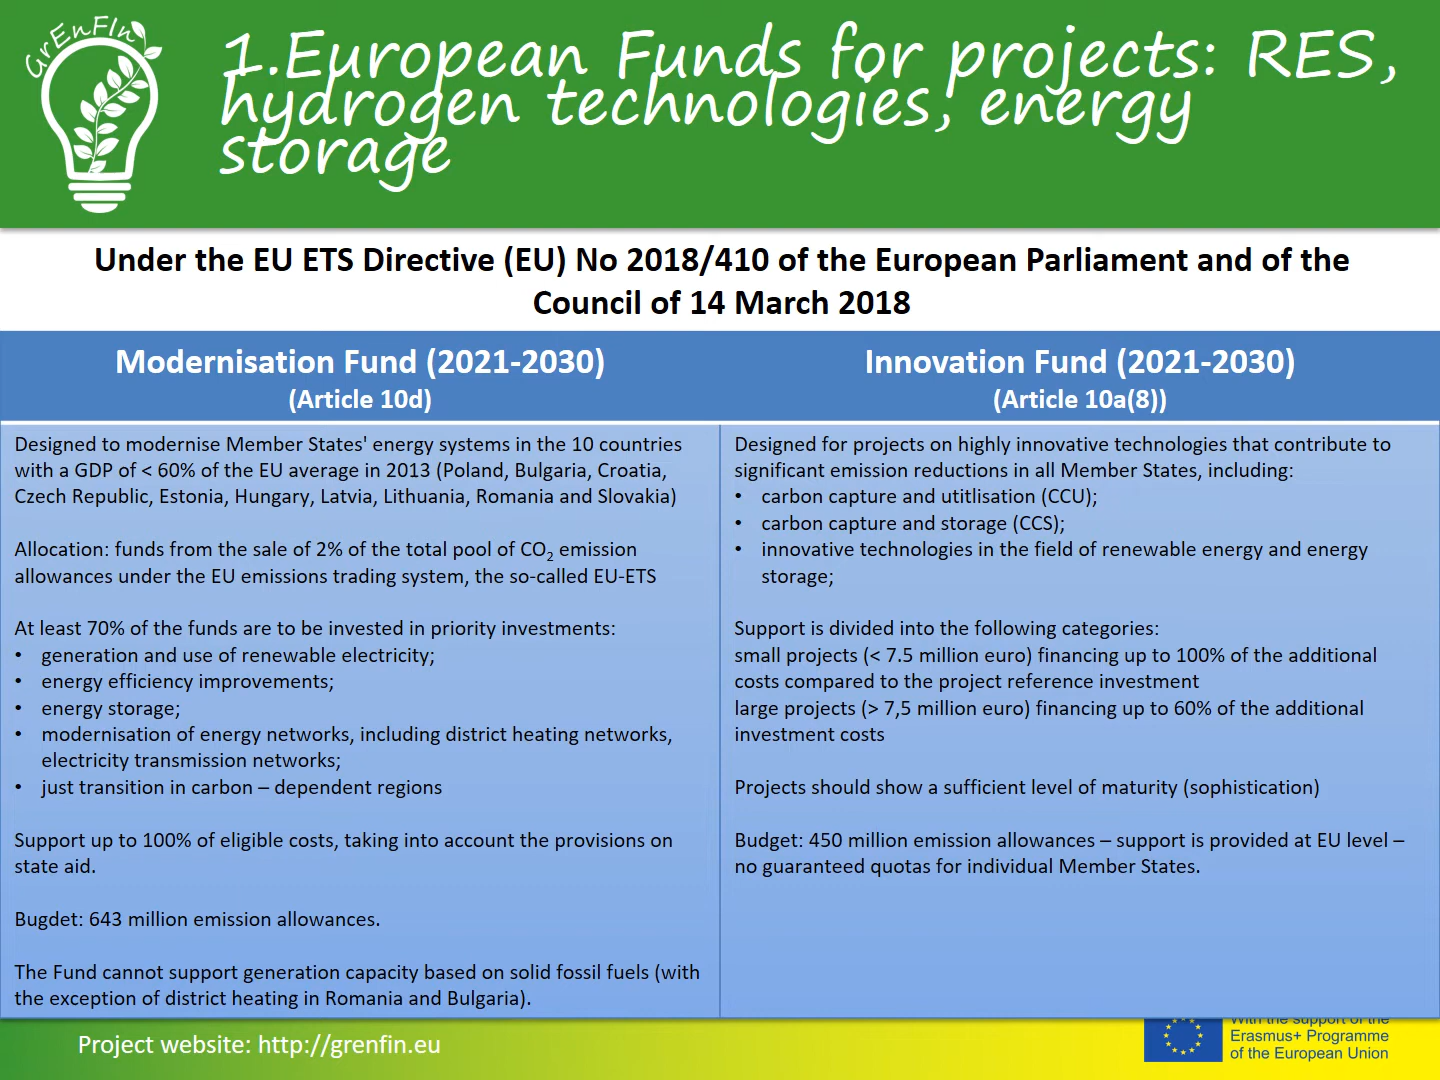 GrEnFIn
1.European Funds for projects: RES,
hydrogen technologies, energy
storage
Under the EU ETS Directive (EU) No 2018/410 of the European Parliament and of the
Council of 14 March 2018
Modernisation Fund (2021-2030)
(Article 10d)
Designed to modernise Member States' energy systems in the 10 countries
with a GDP of < 60% of the EU average in 2013 (Poland, Bulgaria, Croatia,
Czech Republic, Estonia, Hungary, Latvia, Lithuania, Romania and Slovakia)
Allocation: funds from the sale of 2% of the total pool of CO2 emission
allowances under the EU emissions trading system, the so-called EU-ETS
At least 70% of the funds are to be invested in priority investments:
• generation and use of renewable electricity;
• energy efficiency improvements;
• energy storage;
• modernisation of energy networks, including district heating networks,
electricity transmission networks;
• just transition in carbon – dependent regions
Support up to 100% of eligible costs, taking into account the provisions on
state aid.
Bugdet: 643 million emission allowances.
The Fund cannot support generation capacity based on solid fossil fuels (with
the exception of district heating in Romania and Bulgaria).
Innovation Fund (2021-2030)
(Article 10a(8))
Designed for projects on highly innovative technologies that contribute to
significant emission reductions in all Member States, including:
• carbon capture and utitlisation (CCU);
• carbon capture and storage (CCS);
• innovative technologies in the field of renewable energy and energy
storage;
Support is divided into the following categories:
small projects (< 7.5 million euro) financing up to 100% of the additional
costs compared to the project reference investment
large projects (> 7,5 million euro) financing up to 60% of the additional
investment costs
Projects should show a sufficient level of maturity (sophistication)
Budget: 450 million emission allowances – support is provided at EU level –
no guaranteed quotas for individual Member States.
Project website: http://grenfin.eu
With the support of the
Erasmus+ Programme
of the European Union